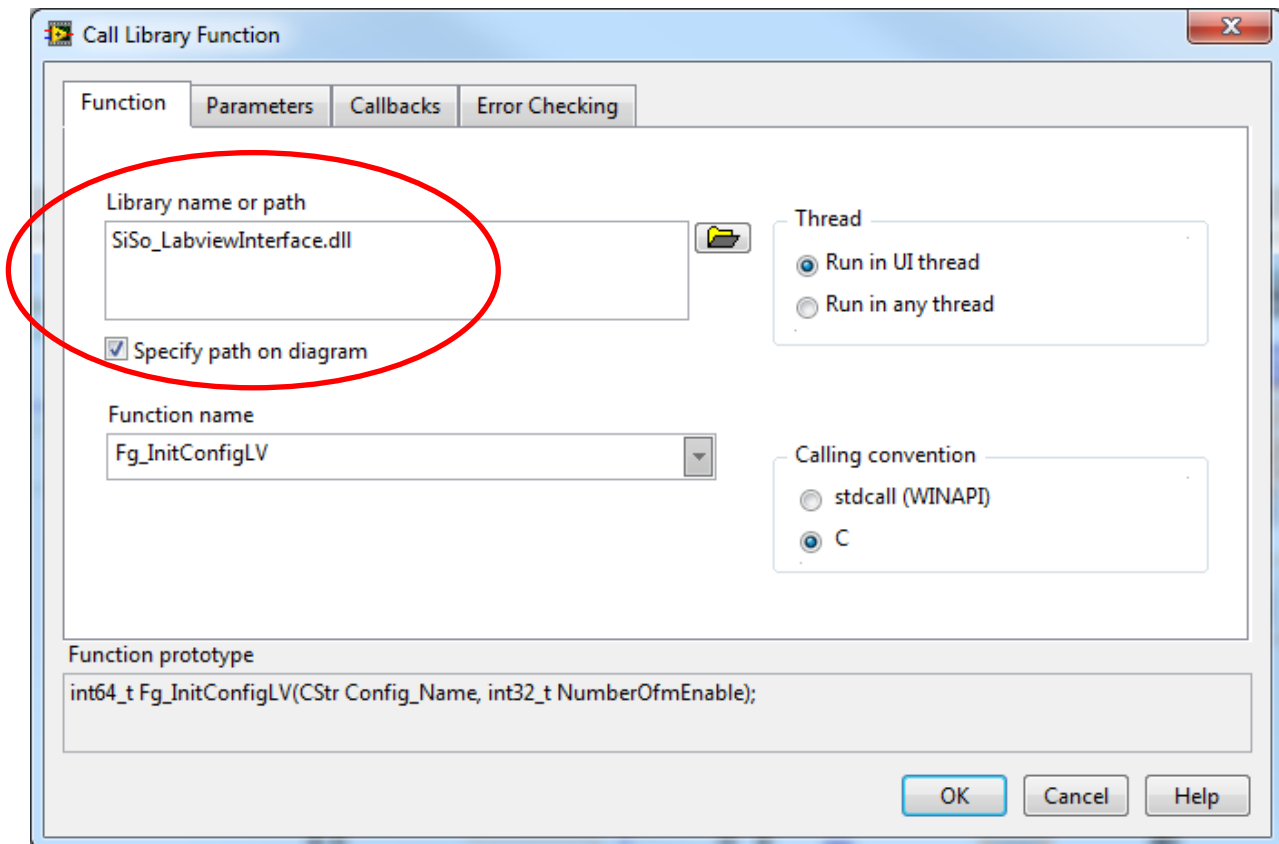 Call Library Function
Function Parameters Callbacks Error Checking
Library name or path
SiSo_LabviewInterface.dll
Specify path on diagram
Thread
Run in UI thread
Run in any thread
Function name
Fg_InitConfigLV
Calling convention
stdcall (WINAPI)
C
Function prototype
int64_t Fg_InitConfigLV(CStr Config_Name, int32_t NumberOfmEnable);
OK Cancel Help